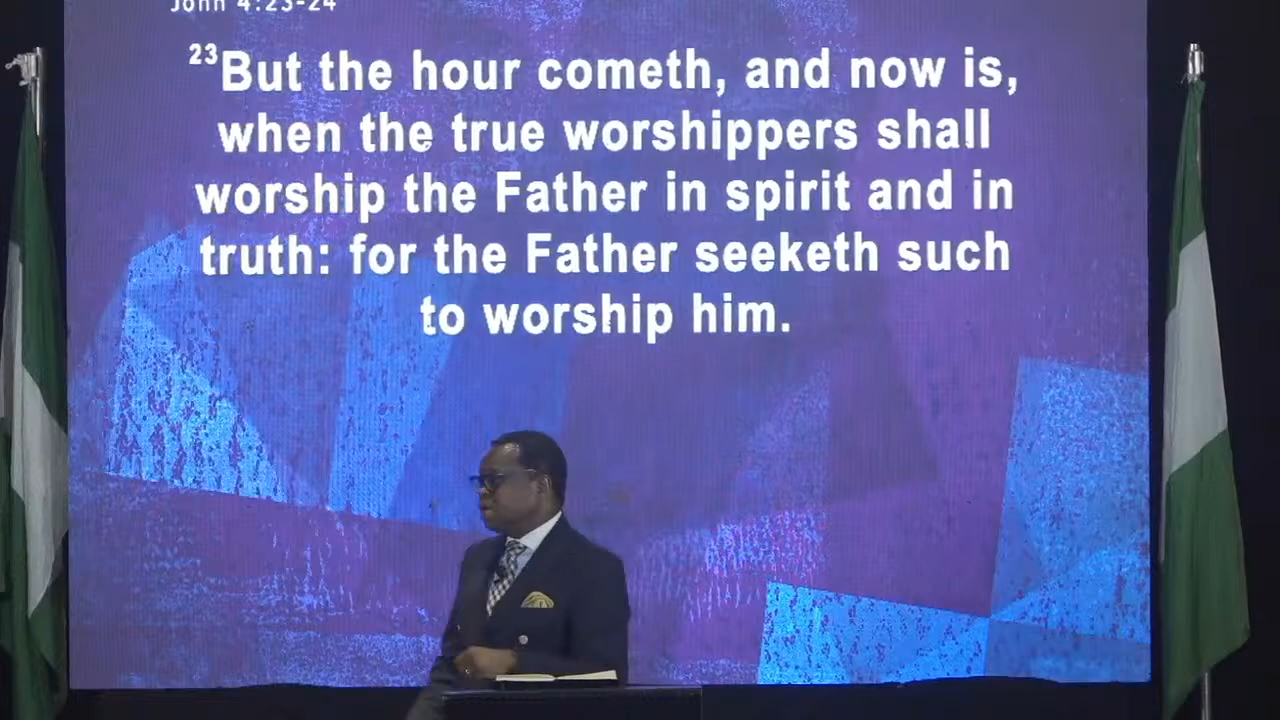 John 4:23-24
²³But the hour cometh, and now is,
when the true worshippers shall
worship the Father in spirit and in
truth: for the Father seeketh such
to worship him.